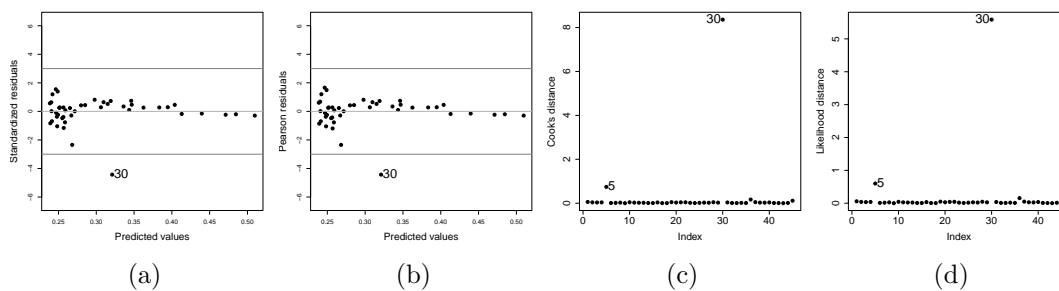 Standardized residuals
6
4
2
0
-2
-4
-6
30
0.25 0.30 0.35 0.40 0.45 0.50
Predicted values
(a)
Pearson residuals
6
4
2
0
-2
-4
-6
30
0.25 0.30 0.35 0.40 0.45 0.50
Predicted values
(b)
Cook's distance
8
6
4
2
0
30
5
0 10 20 30 40
Index
(c)
Likelihood distance
5
4
3
2
1
0
30
5
0 10 20 30 40
Index
(d)